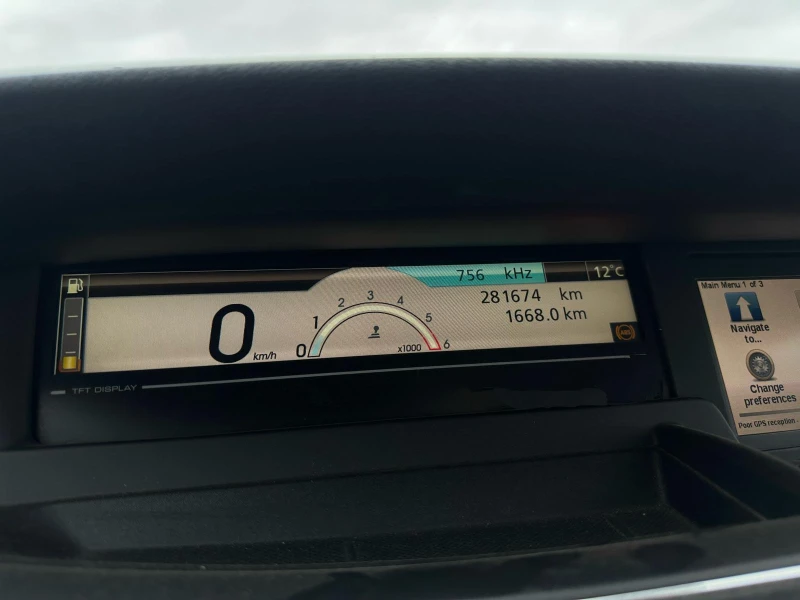 756 kHz
12°C
281674 km
1668.0 km
0 km/h
0 1 2 3 4 5 6
x1000
ABS
TFT DISPLAY
Main Menu 1 of 3
Navigate
to...
Change
preferences
Poor GPS reception